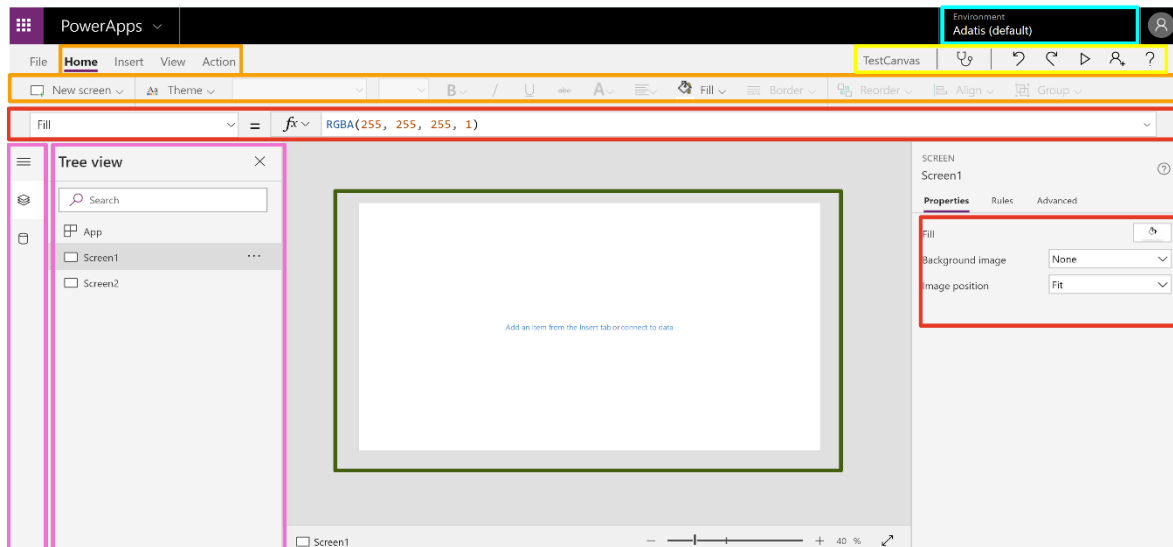 PowerApps
Environment
Adatis (default)
File Home Insert View Action
TestCanvas
New screen Theme B / U abc A Fill Border Reorder Align Group
Fill = fx RGBA(255, 255, 255, 1)
Tree view
Search
App
Screen1 ...
Screen2
Add an item from the Insert tab or connect to data
SCREEN
Screen1
Properties Rules Advanced
Fill
Background image None
Image position Fit
Screen1 — + 40 %